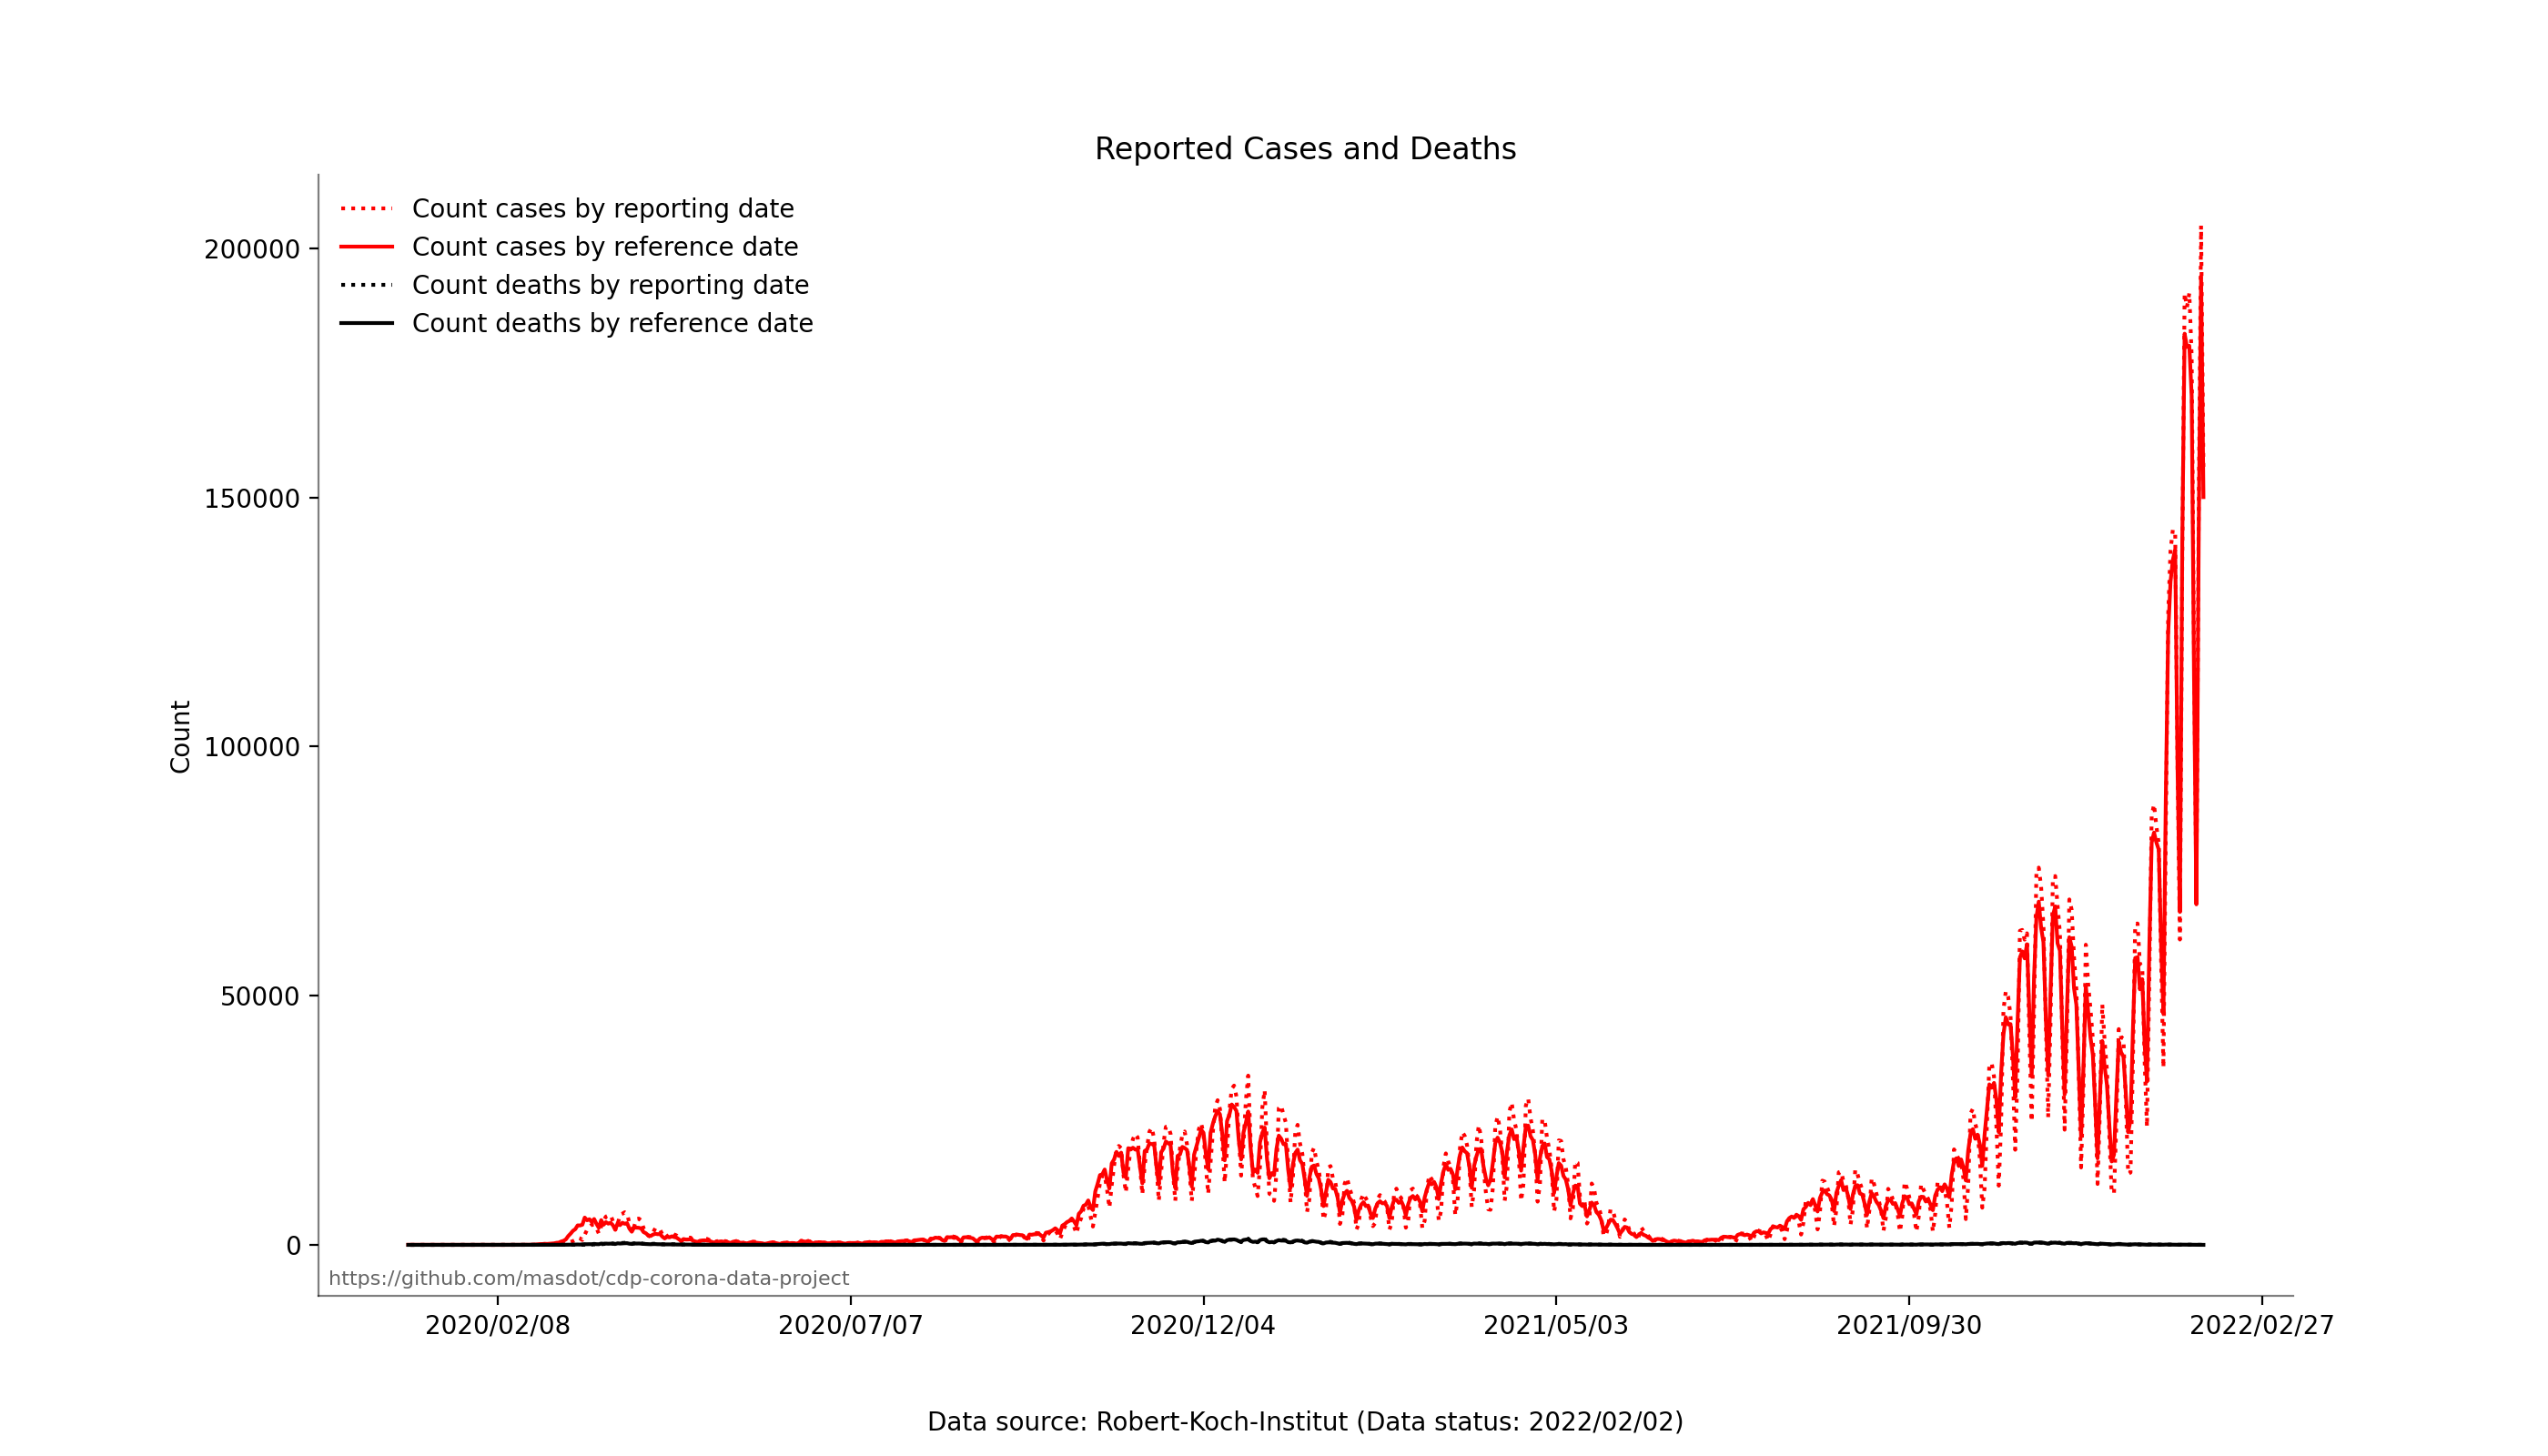 Reported Cases and Deaths
Count cases by reporting date
Count cases by reference date
Count deaths by reporting date
Count deaths by reference date
200000
150000
100000
50000
0
Count
https://github.com/masdot/cdp-corona-data-project
2020/02/08 2020/07/07 2020/12/04 2021/05/03 2021/09/30 2022/02/27
Data source: Robert-Koch-Institut (Data status: 2022/02/02)